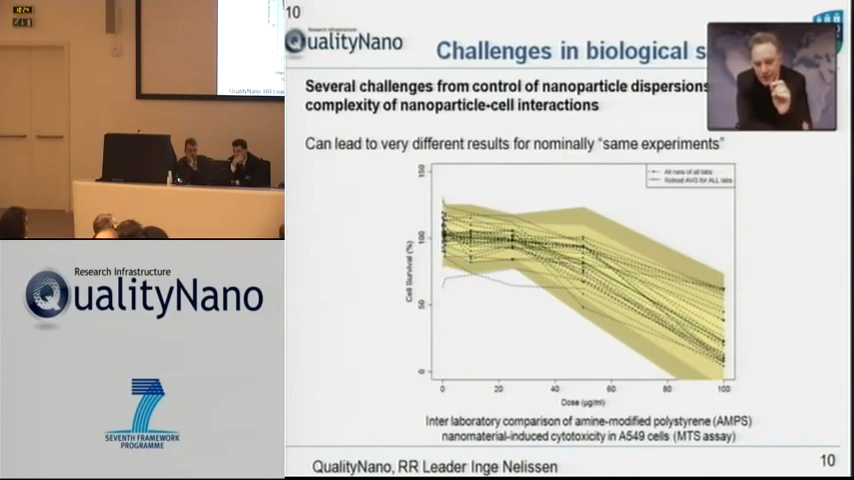 10
Research Infrastructure
QualityNano
Challenges in biological s
Several challenges from control of nanoparticle dispersions
complexity of nanoparticle-cell interactions
Can lead to very different results for nominally “same experiments”
All runs of all labs
Robust AVG for ALL labs
150
100
50
0
Cell Survival (%)
0
20
40
60
80
100
Dose (µg/ml)
Inter laboratory comparison of amine-modified polystyrene (AMPS)
nanomaterial-induced cytotoxicity in A549 cells (MTS assay)
QualityNano, RR Leader Inge Nelissen
10
Research Infrastructure
QualityNano
7
SEVENTH FRAMEWORK
PROGRAMME